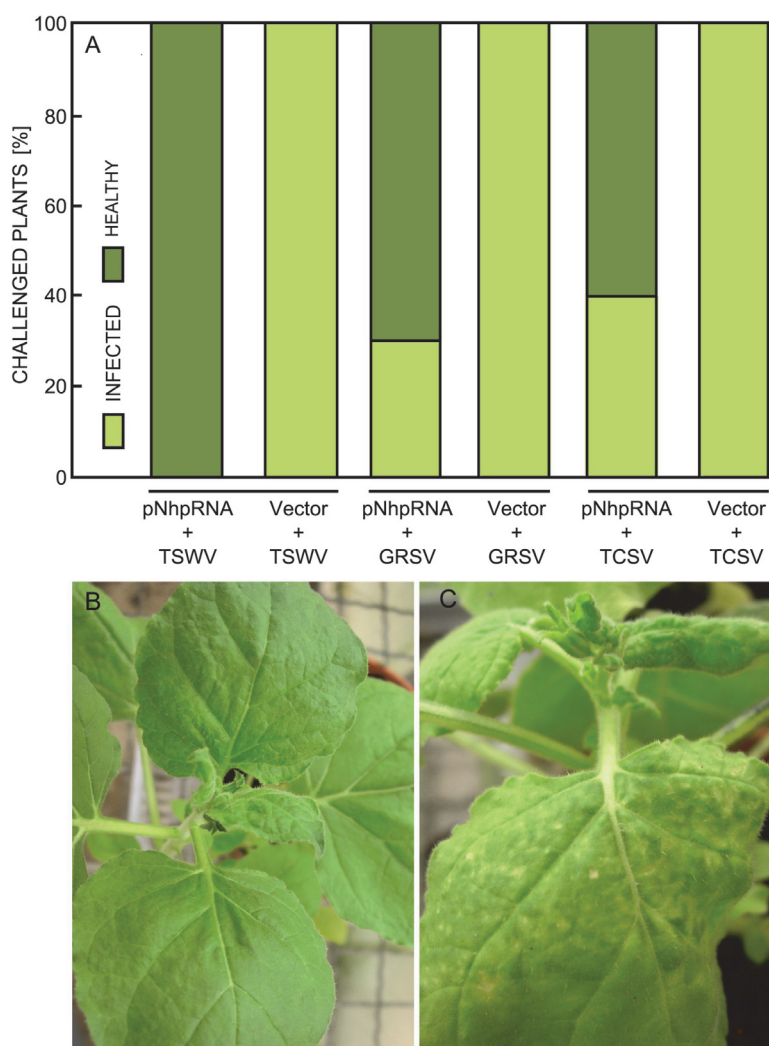 A
CHALLENGED PLANTS [%]
100
80
60
40
20
0
HEALTHY
INFECTED
pNhpRNA
+
TSWV
Vector
+
TSWV
pNhpRNA
+
GRSV
Vector
+
GRSV
pNhpRNA
+
TCSV
Vector
+
TCSV
B
C